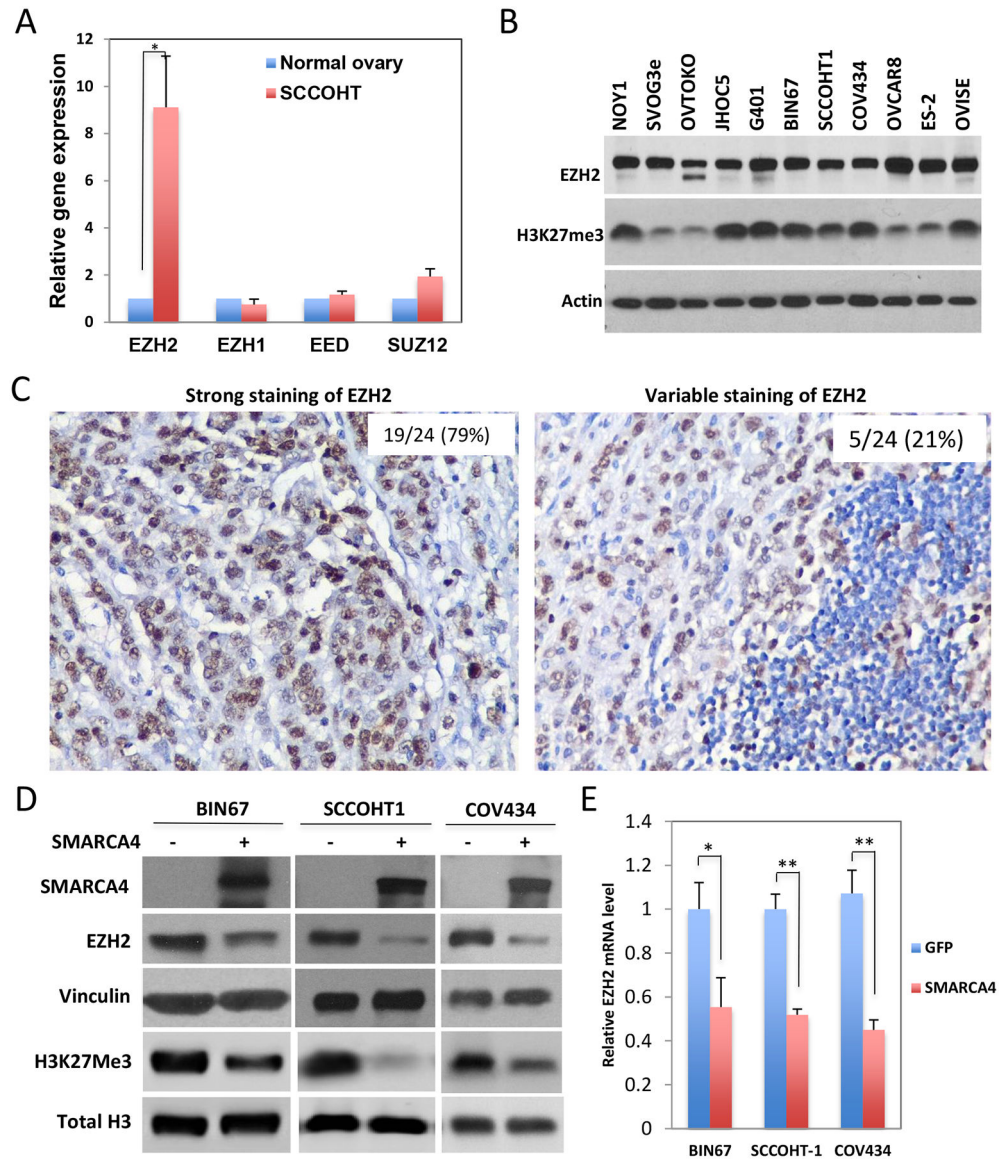 A
12
10
8
6
4
2
0
Relative gene expression
*
Normal ovary
SCCOHT
EZH2 EZH1 EED SUZ12
B
NOY1 SVOG3e OVTOKO JHOC5 G401 BIN67 SCCOHT1 COV434 OVCAR8 ES-2 OVISE
EZH2
H3K27me3
Actin
C
Strong staining of EZH2
19/24 (79%)
Variable staining of EZH2
5/24 (21%)
D
BIN67 SCCOHT1 COV434
SMARCA4 - + - + - +
SMARCA4
EZH2
Vinculin
H3K27Me3
Total H3
E
1.4
1.2
1
0.8
0.6
0.4
0.2
0
Relative EZH2 mRNA level
* ** **
GFP
SMARCA4
BIN67 SCCOHT-1 COV434